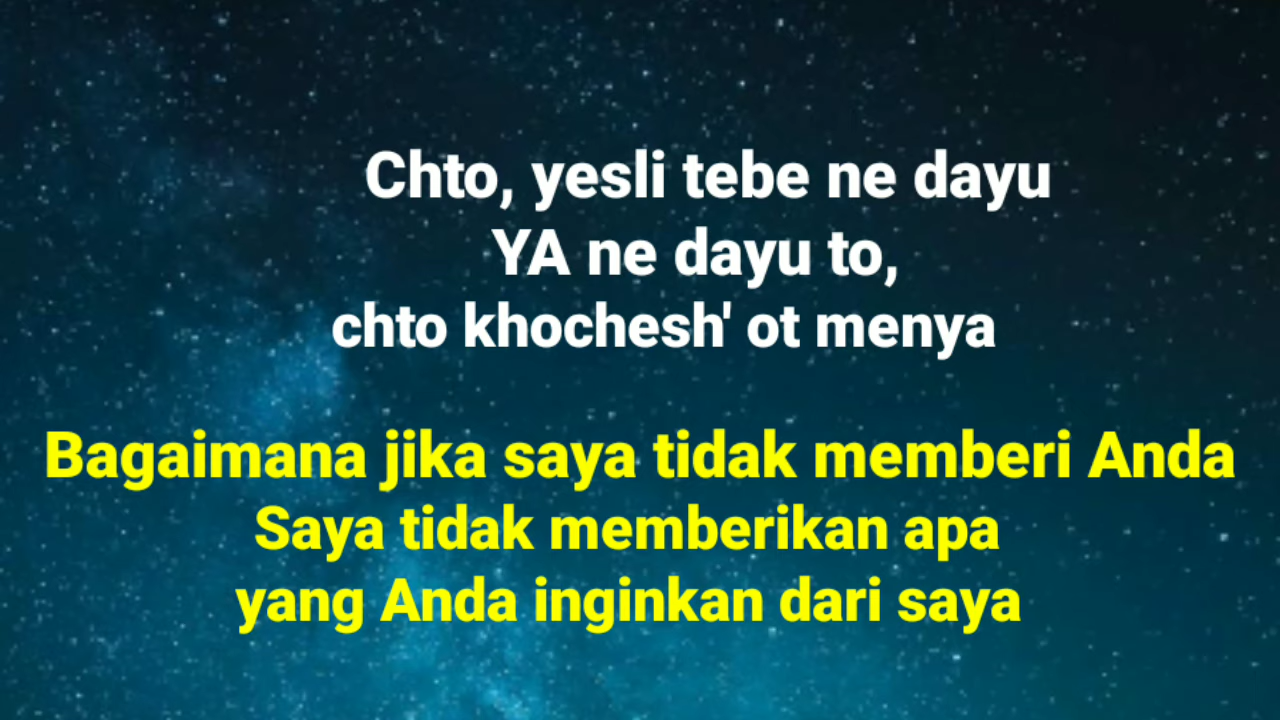 Chto, yesli tebe ne dayu
YA ne dayu to,
chto khochesh' ot menya
Bagaimana jika saya tidak memberi Anda
Saya tidak memberikan apa
yang Anda inginkan dari saya